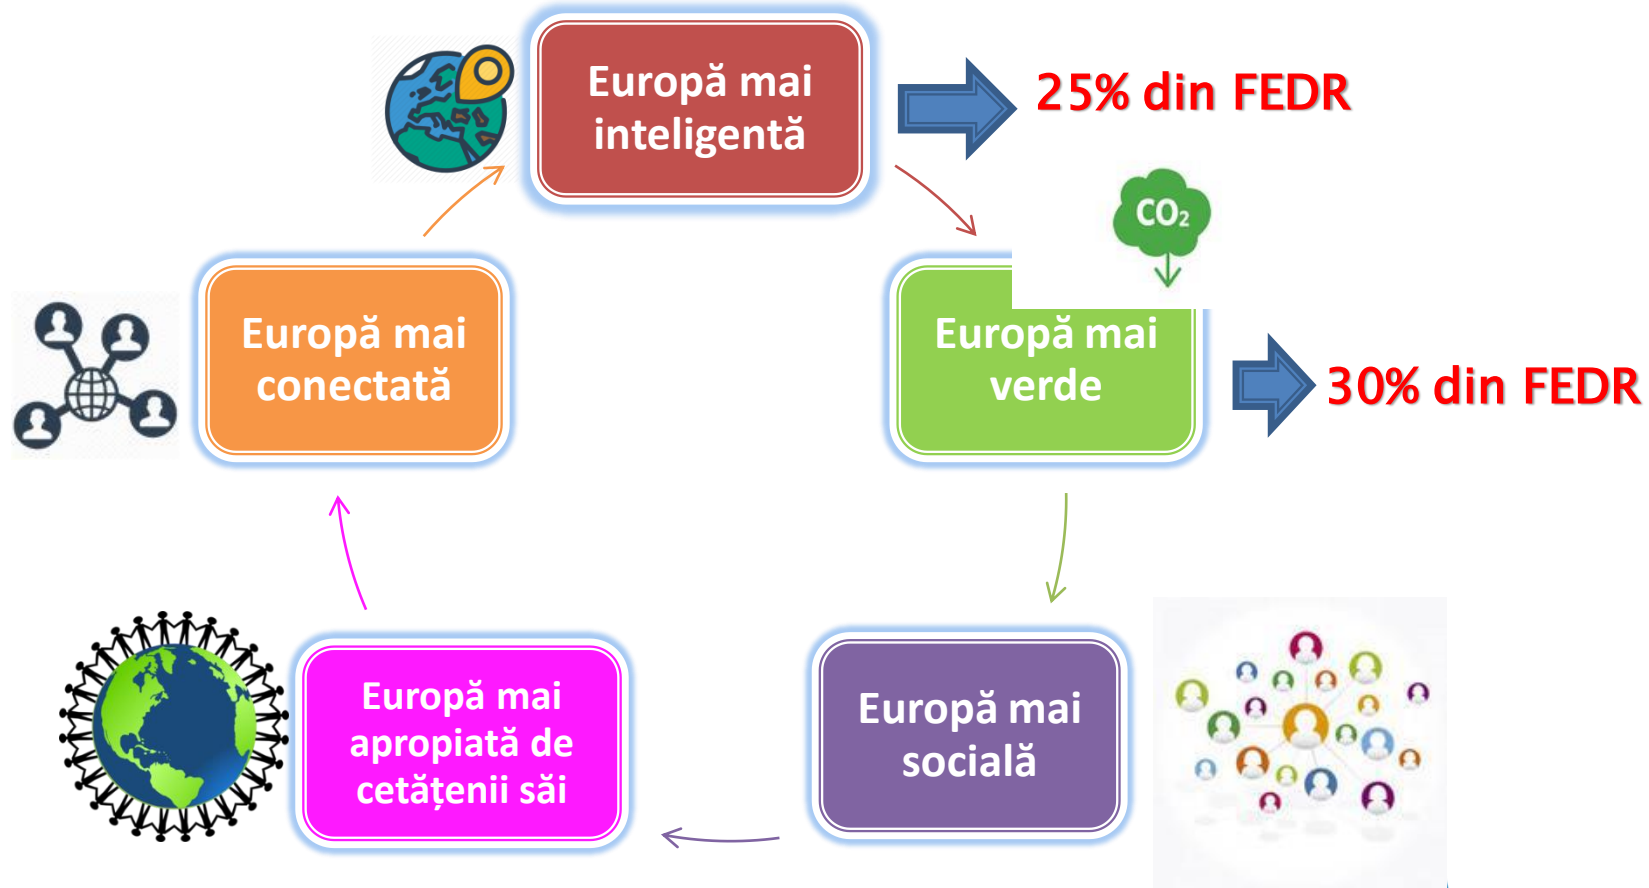 Europă mai
inteligentă
25% din FEDR
CO₂
Europă mai
verde
30% din FEDR
Europă mai
socială
Europă mai
apropiată de
cetățenii săi
Europă mai
conectată